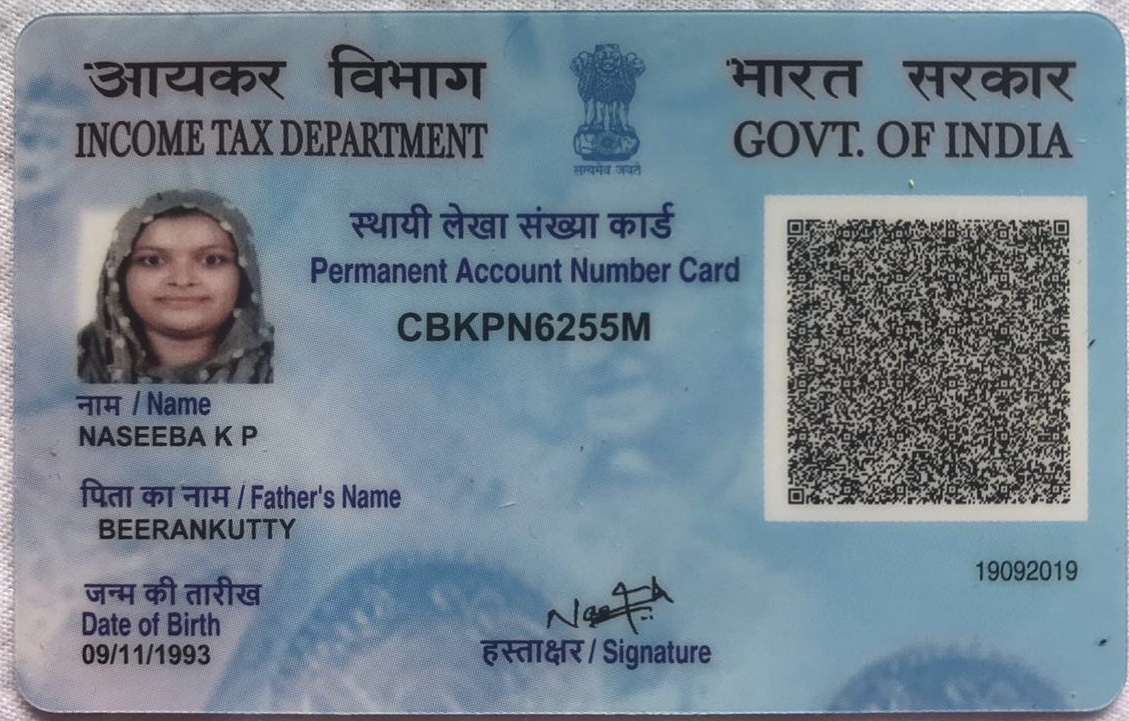 आयकर विभाग
INCOME TAX DEPARTMENT
भारत सरकार
GOVT. OF INDIA
सत्यमेव जयते
स्थायी लेखा संख्या कार्ड
Permanent Account Number Card
CBKPN6255M
नाम / Name
NASEEBA K P
पिता का नाम / Father's Name
BEERANKUTTY
जन्म की तारीख
Date of Birth
09/11/1993
हस्ताक्षर / Signature
19092019